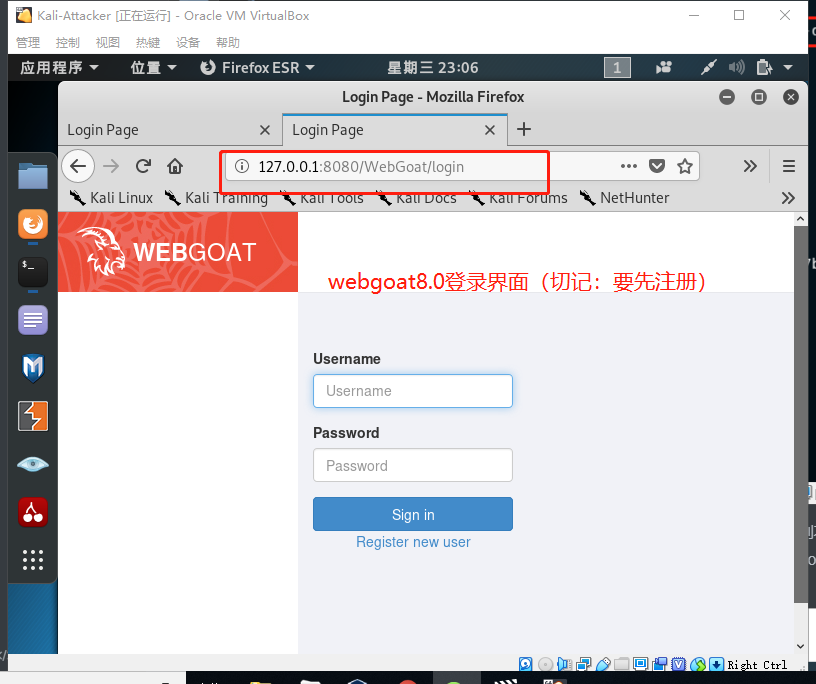 Kali-Attacker [正在运行] - Oracle VM VirtualBox
管理 控制 视图 热键 设备 帮助
应用程序 位置 Firefox ESR 星期三 23:06 1
Login Page - Mozilla Firefox
Login Page Login Page
127.0.0.1:8080/WebGoat/login
Kali Linux Kali Training Kali Tools Kali Docs Kali Forums NetHunter
WEBGOAT
webgoat8.0登录界面（切记：要先注册）
Username
Username
Password
Password
Sign in
Register new user
Right Ctrl